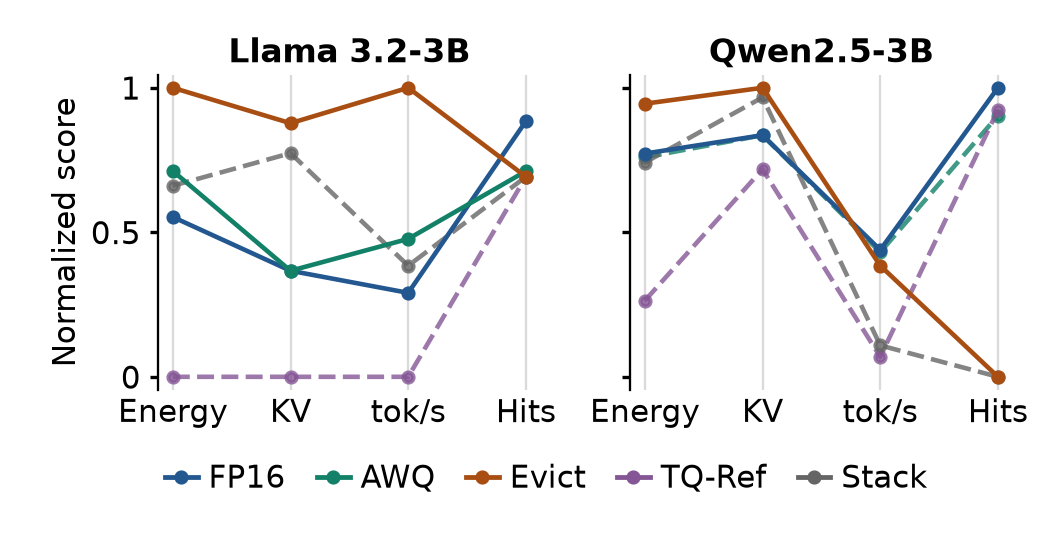 Llama 3.2-3B
Qwen2.5-3B
Normalized score
1
0.5
0
Energy KV tok/s Hits
Energy KV tok/s Hits
FP16 AWQ Evict TQ-Ref Stack